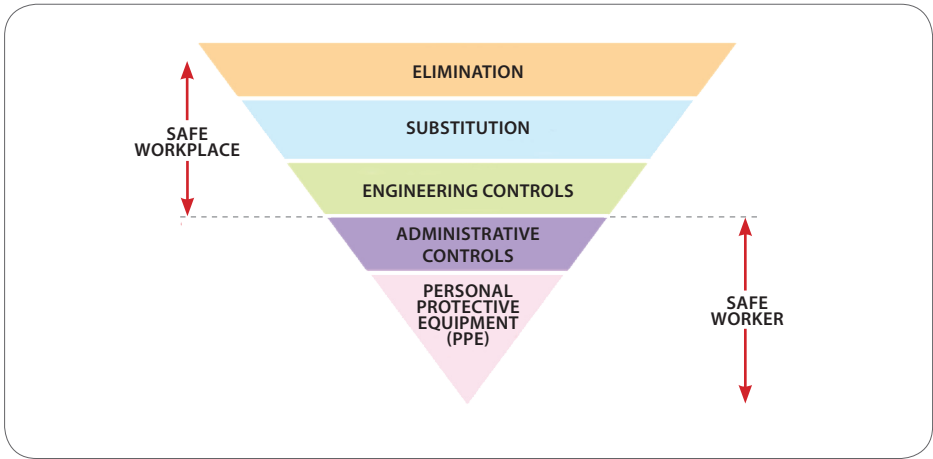 ELIMINATION
SUBSTITUTION
SAFE
WORKPLACE
ENGINEERING CONTROLS
ADMINISTRATIVE
CONTROLS
PERSONAL
PROTECTIVE
EQUIPMENT
(PPE)
SAFE
WORKER